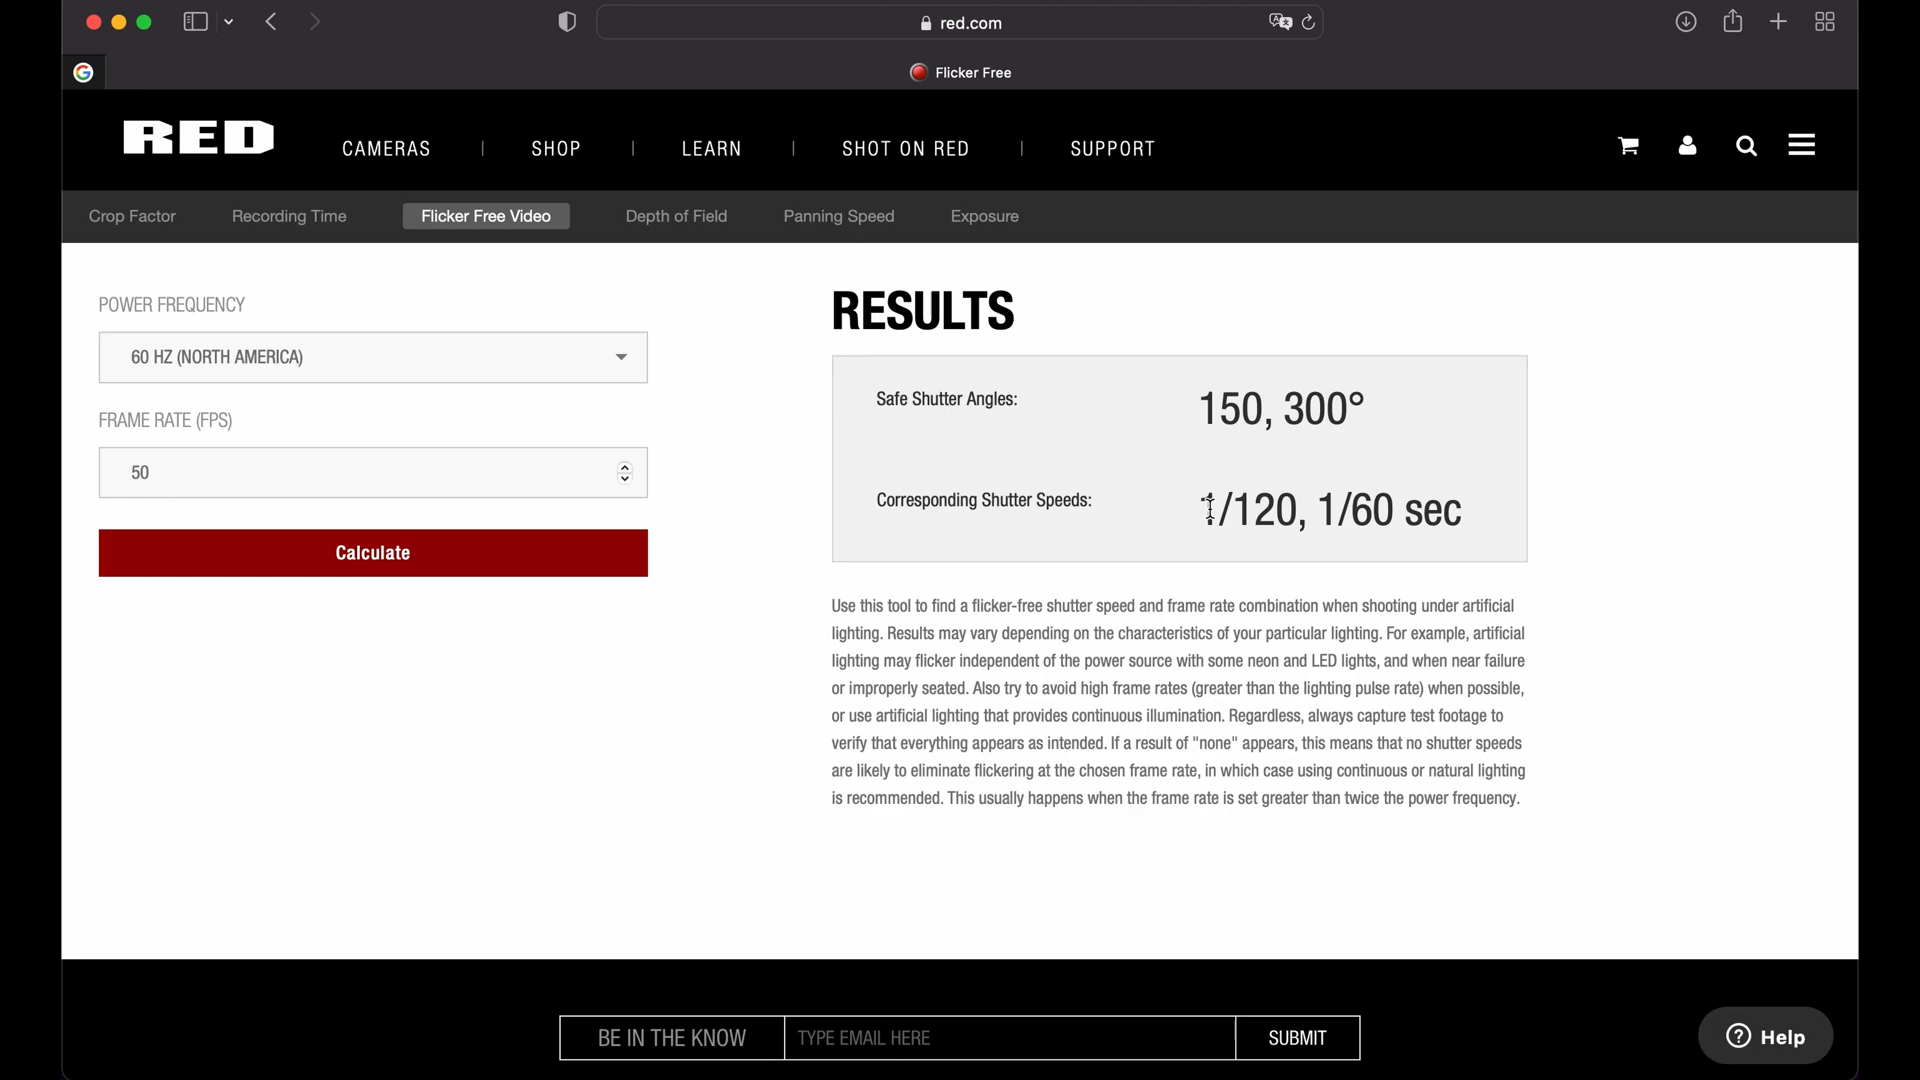 red.com
Flicker Free
RED
CAMERAS | SHOP | LEARN | SHOT ON RED | SUPPORT
Crop Factor Recording Time Flicker Free Video Depth of Field Panning Speed Exposure
POWER FREQUENCY
60 HZ (NORTH AMERICA)
FRAME RATE (FPS)
50
Calculate
RESULTS
Safe Shutter Angles: 150, 300°
Corresponding Shutter Speeds: 1/120, 1/60 sec
Use this tool to find a flicker-free shutter speed and frame rate combination when shooting under artificial
lighting. Results may vary depending on the characteristics of your particular lighting. For example, artificial
lighting may flicker independent of the power source with some neon and LED lights, and when near failure
or improperly seated. Also try to avoid high frame rates (greater than the lighting pulse rate) when possible,
or use artificial lighting that provides continuous illumination. Regardless, always capture test footage to
verify that everything appears as intended. If a result of "none" appears, this means that no shutter speeds
are likely to eliminate flickering at the chosen frame rate, in which case using continuous or natural lighting
is recommended. This usually happens when the frame rate is set greater than twice the power frequency.
BE IN THE KNOW TYPE EMAIL HERE SUBMIT
Help